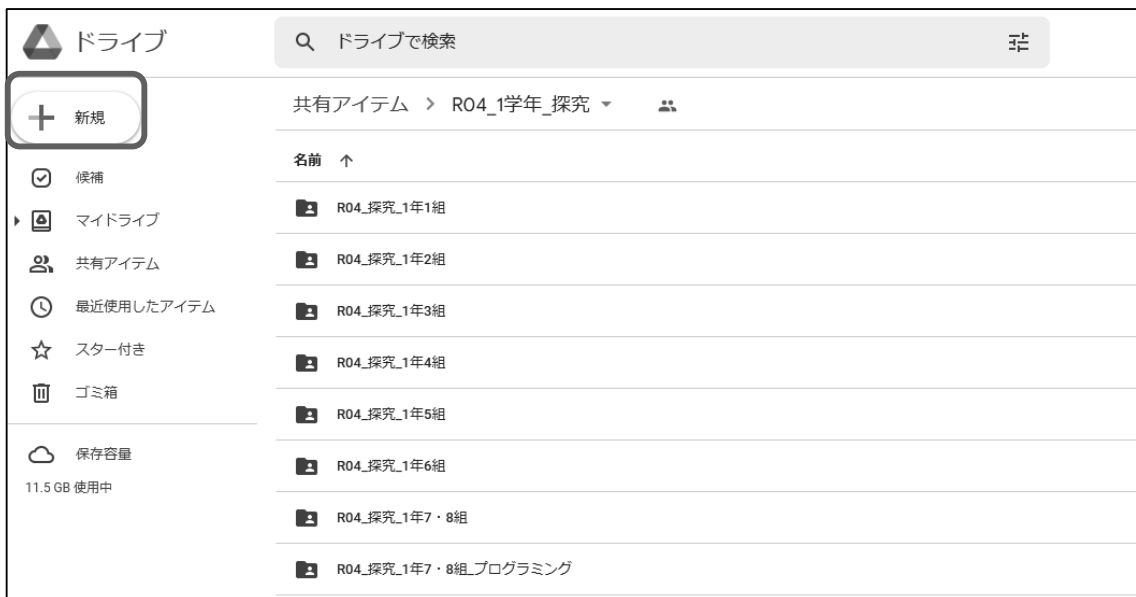 ドライブ
ドライブで検索
新規
共有アイテム > R04_1学年_探究
名前 ↑
候補
マイドライブ
共有アイテム
最近使用したアイテム
スター付き
ゴミ箱
保存容量
11.5 GB 使用中
R04_探究_1年1組
R04_探究_1年2組
R04_探究_1年3組
R04_探究_1年4組
R04_探究_1年5組
R04_探究_1年6組
R04_探究_1年7・8組
R04_探究_1年7・8組_プログラミング